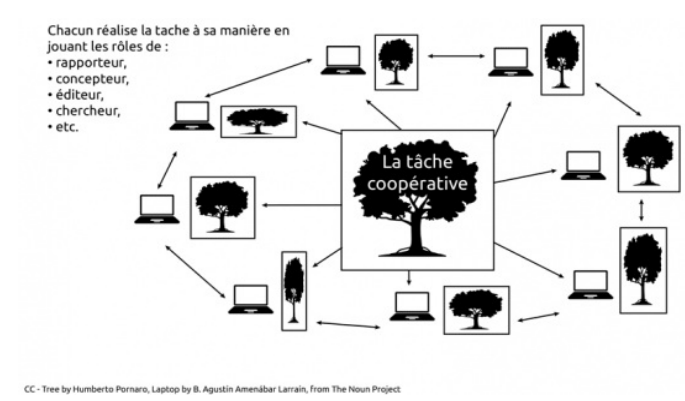 Chacun réalise la tache à sa manière en
jouant les rôles de :
• rapporteur,
• concepteur,
• éditeur,
• chercheur,
• etc.
La tâche
coopérative
CC - Tree by Humberto Pornaro, Laptop by B. Agustín Amenábar Larraín, from The Noun Project